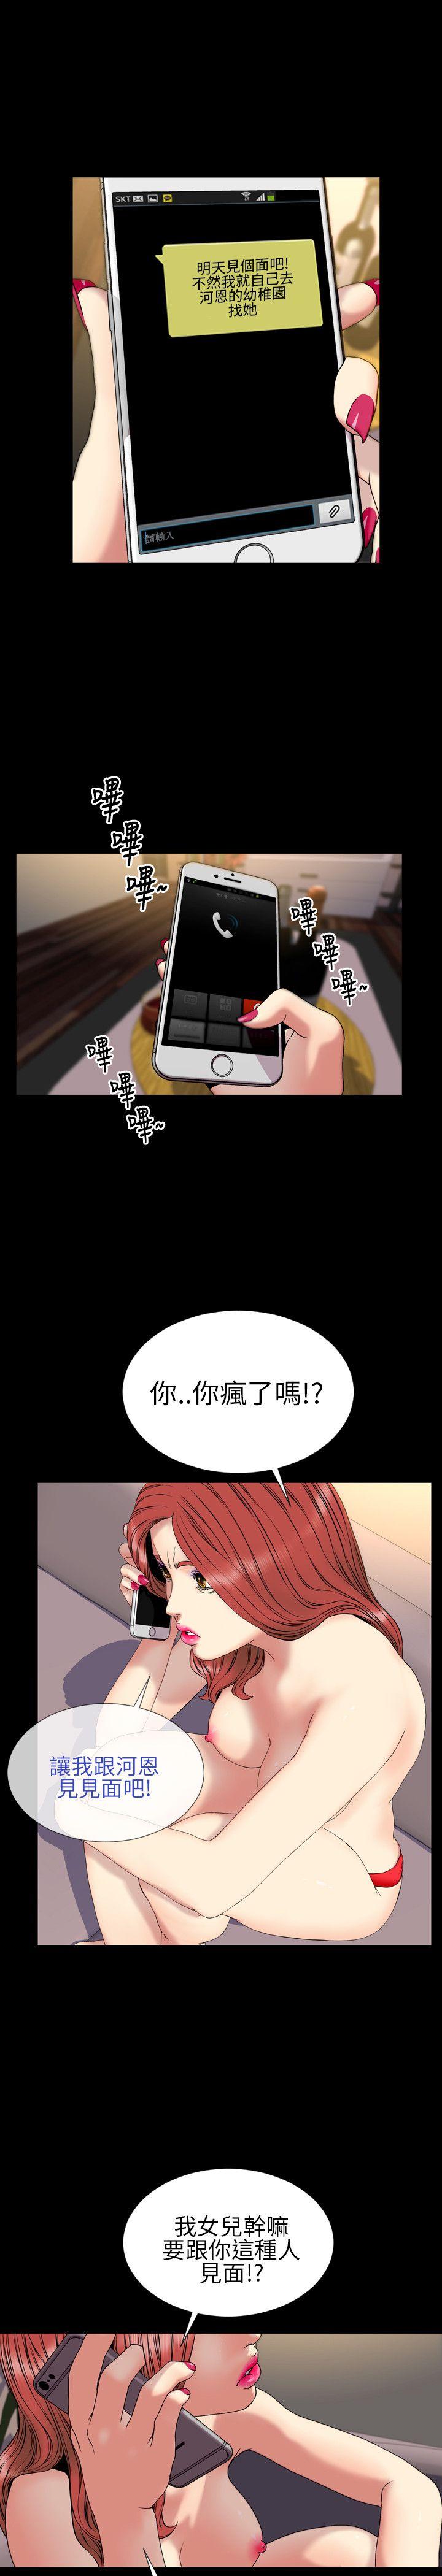 SKT
明天見個面吧!
不然我就自己去
河恩的幼稚園
找她
請輸入
嗶
嗶
嗶~
嗶
嗶
嗶~
嗶
嗶
嗶~
你..你瘋了嗎!?
讓我跟河恩
見見面吧!
我女兒幹嘛
要跟你這種人
見面!?